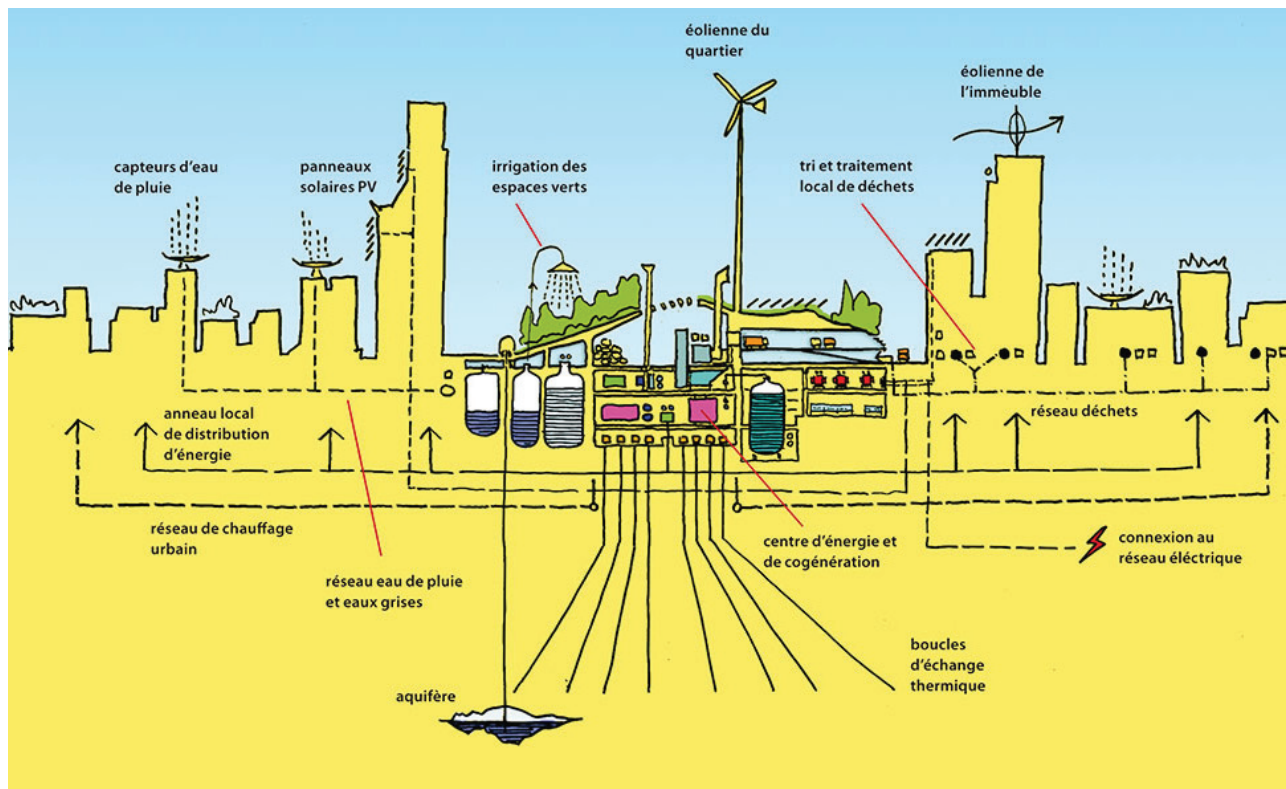 éolienne du
quartier
éolienne de
l'immeuble
capteurs d'eau
de pluie
panneaux
solaires PV
irrigation des
espaces verts
tri et traitement
local de déchets
anneau local
de distribution
d'énergie
réseau déchets
réseau de chauffage
urbain
centre d'énergie et
de cogénération
connexion au
réseau éléctrique
réseau eau de pluie
et eaux grises
boucles
d'échange
thermique
aquifère